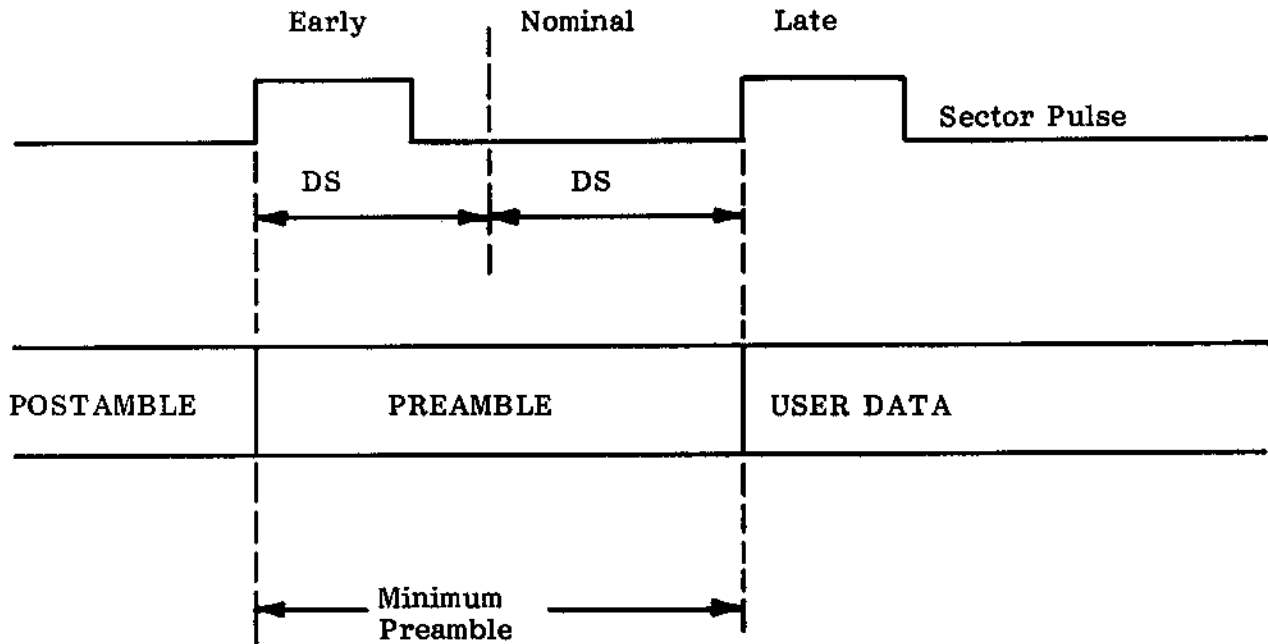 Early Nominal Late
Sector Pulse
DS DS
POSTAMBLE PREAMBLE USER DATA
Minimum
Preamble